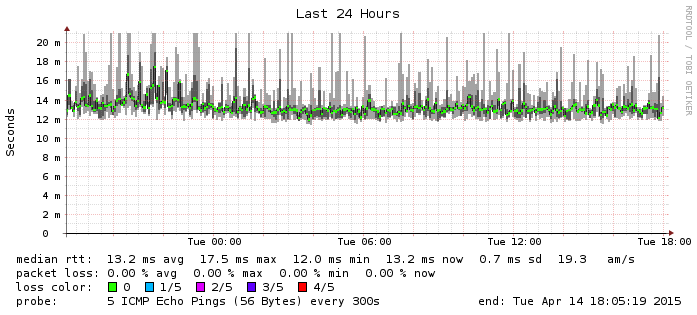 Last 24 Hours
RRDTOOL / TOBI OETIKER
Seconds
20 m
18 m
16 m
14 m
12 m
10 m
8 m
6 m
4 m
2 m
0
Tue 00:00 Tue 06:00 Tue 12:00 Tue 18:00
median rtt: 13.2 ms avg 17.5 ms max 12.0 ms min 13.2 ms now 0.7 ms sd 19.3 am/s
packet loss: 0.00 % avg 0.00 % max 0.00 % min 0.00 % now
loss color: 0 1/5 2/5 3/5 4/5
probe: 5 ICMP Echo Pings (56 Bytes) every 300s end: Tue Apr 14 18:05:19 2015